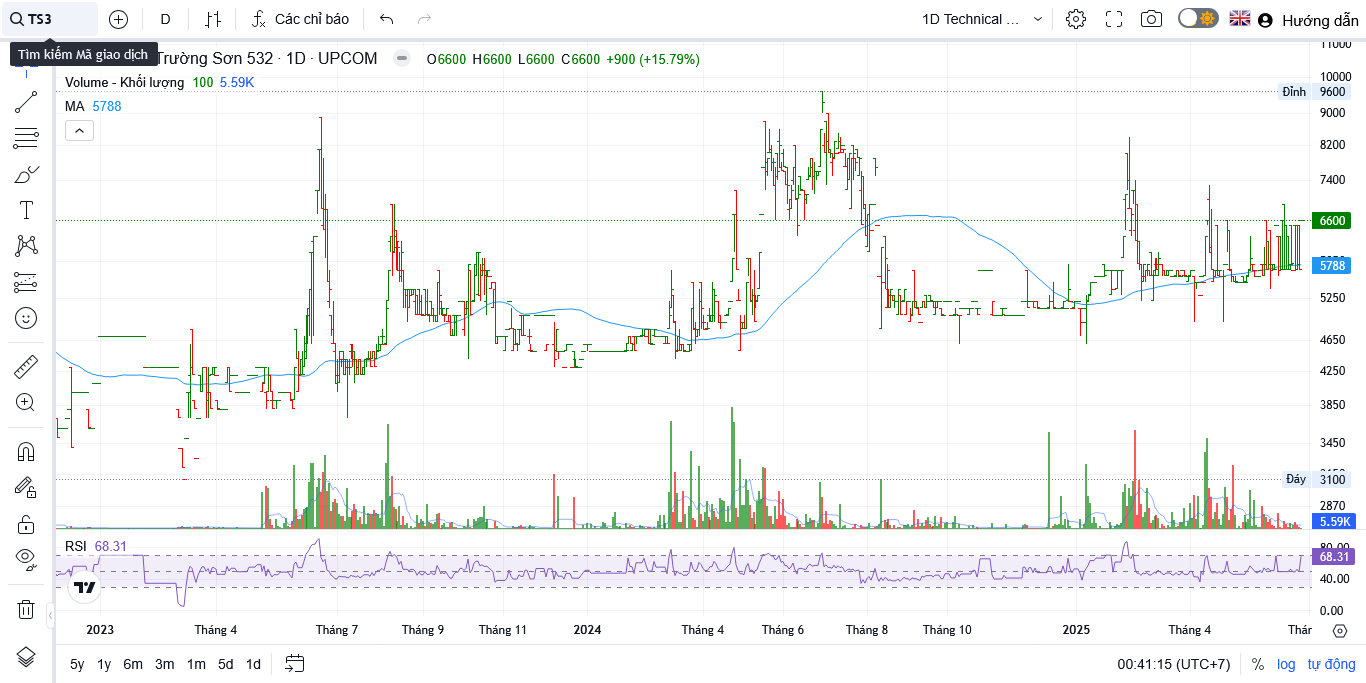 TS3
D
Các chỉ báo
1D Technical ...
Hướng dẫn
Tìm kiếm Mã giao dịch
Trường Sơn 532 · 1D · UPCOM
O6600 H6600 L6600 C6600 +900 (+15.79%)
Volume - Khối lượng 100 5.59K
MA 5788
11000
10000
Đỉnh 9600
9000
8200
7400
6600
5788
5250
4650
4250
3850
3450
3150
Đáy 3100
2870
5.59K
RSI 68.31
80.00
68.31
40.00
0.00
2023 Tháng 4 Tháng 7 Tháng 9 Tháng 11 2024 Tháng 4 Tháng 6 Tháng 8 Tháng 10 2025 Tháng 4 Thár
5y 1y 6m 3m 1m 5d 1d
00:41:15 (UTC+7) % log tự động